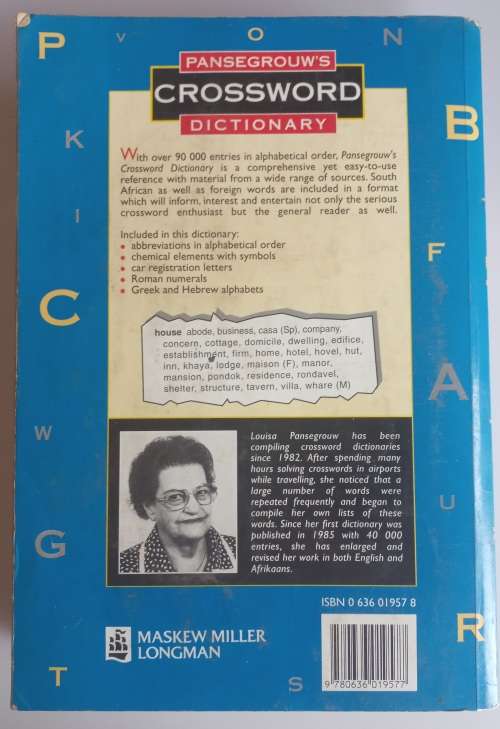 P V O N
PANSEGROUW'S
CROSSWORD
DICTIONARY
K
B
With over 90 000 entries in alphabetical order, Pansegrouw's
Crossword Dictionary is a comprehensive yet easy-to-use
reference with material from a wide range of sources. South
African as well as foreign words are included in a format
which will inform, interest and entertain not only the serious
crossword enthusiast but the general reader as well.
I
Included in this dictionary:
• abbreviations in alphabetical order
• chemical elements with symbols
• car registration letters
• Roman numerals
• Greek and Hebrew alphabets
F
C
house abode, business, casa (Sp), company,
concern, cottage, domicile, dwelling, edifice,
establishment, firm, home, hotel, hovel, hut,
inn, khaya, lodge, maison (F), manor,
mansion, pondok, residence, rondavel,
shelter, structure, tavern, villa, whare (M)
A
W
Louisa Pansegrouw has been
compiling crossword dictionaries
since 1982. After spending many
hours solving crosswords in airports
while travelling, she noticed that a
large number of words were
repeated frequently and began to
compile her own lists of these
words. Since her first dictionary was
published in 1985 with 40 000
entries, she has enlarged and
revised her work in both English and
Afrikaans.
U
G
ISBN 0 636 01957 8
MASKEW MILLER
LONGMAN
R
T
S
9 780636 019577